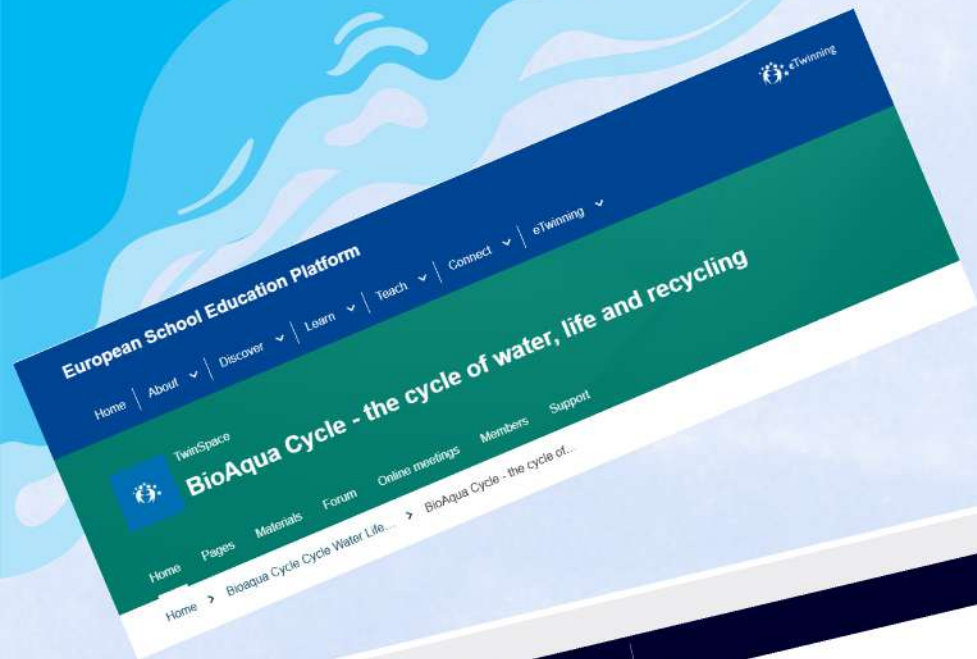 eTwinning
European School Education Platform
Home About Discover Learn Teach Connect eTwinning
TwinSpace
BioAqua Cycle - the cycle of water, life and recycling
Home Pages Materials Forum Online meetings Members Support
Home > Bioaqua Cycle Cycle Water Life... > BioAqua Cycle - the cycle of...